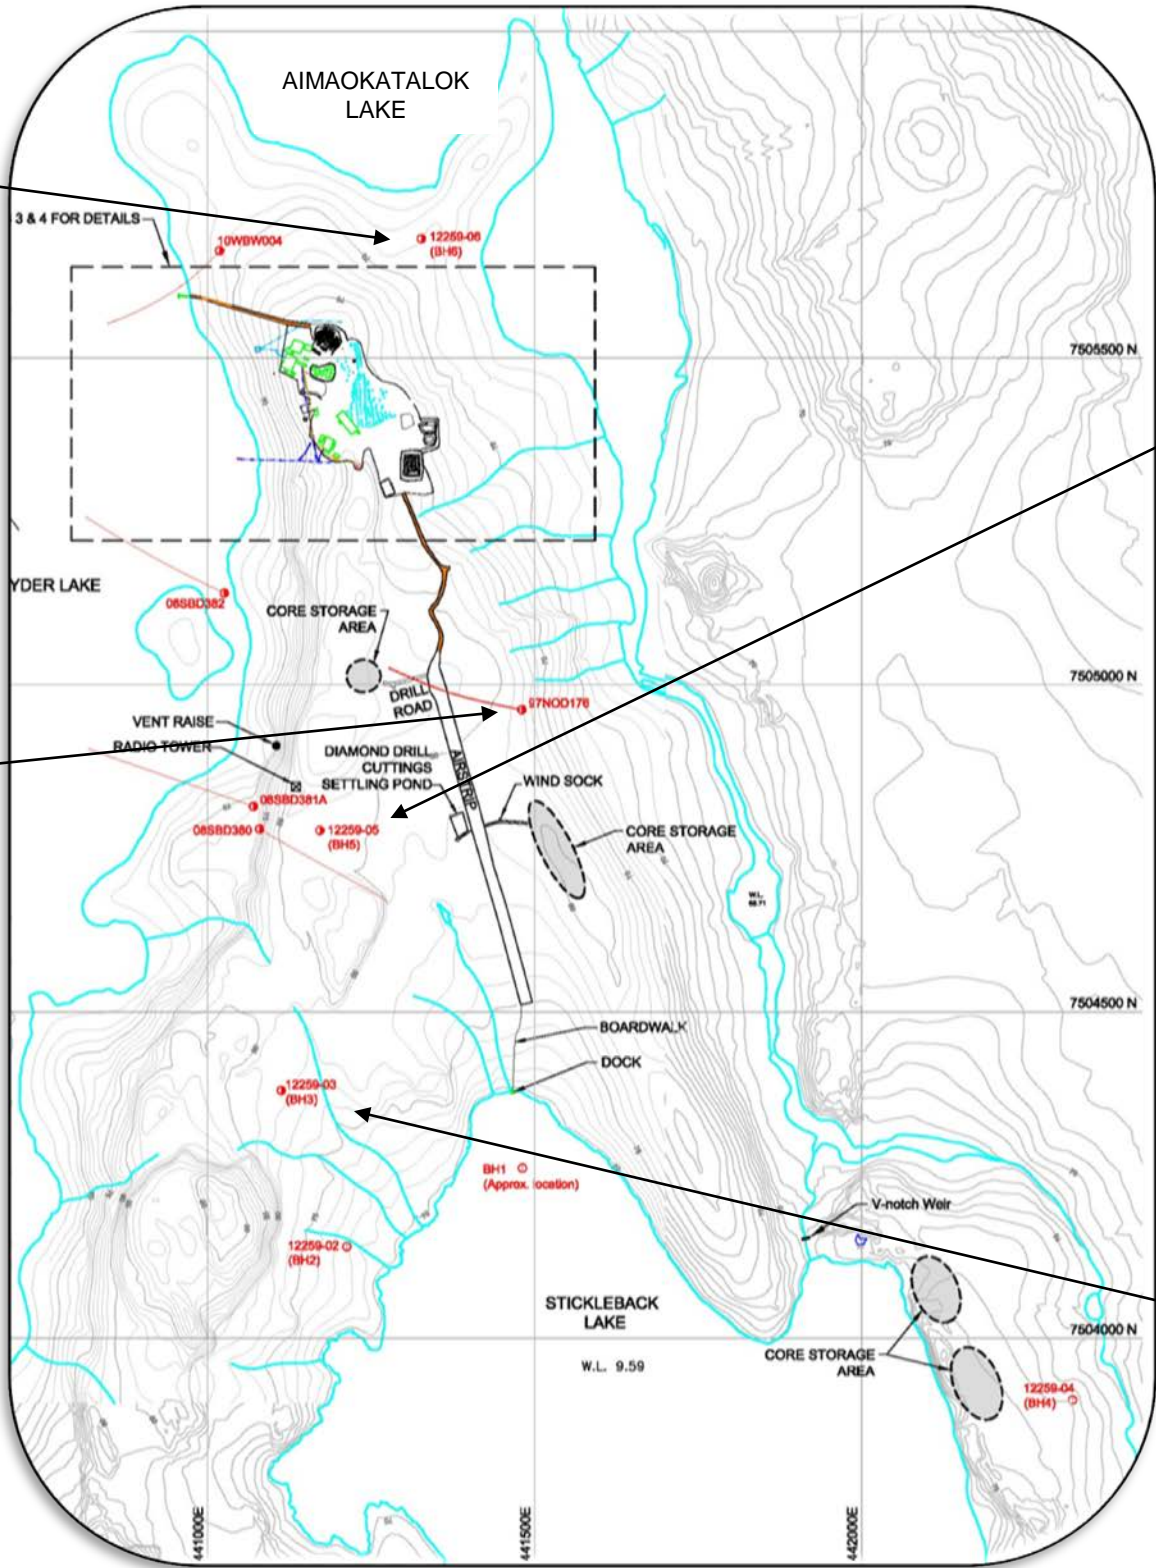 AIMAOKATALOK
LAKE
3 & 4 FOR DETAILS
10WBW004
12259-06
(BH6)
7505500 N
YDER LAKE
08SBD382
CORE STORAGE
AREA
DRILL
ROAD
7505000 N
97NOD176
VENT RAISE
RADIO TOWER
DIAMOND DRILL
CUTTINGS
SETTLING POND
AIRSTRIP
WIND SOCK
08SBD381A
08SBD380
12259-05
(BH5)
CORE STORAGE
AREA
W.L.
7504500 N
BOARDWALK
DOCK
12259-03
(BH3)
BH1
(Approx. location)
V-notch Weir
12259-02
(BH2)
STICKLEBACK
LAKE
W.L. 9.59
7504000 N
CORE STORAGE
AREA
12259-04
(BH4)
441000E
441500E
442000E